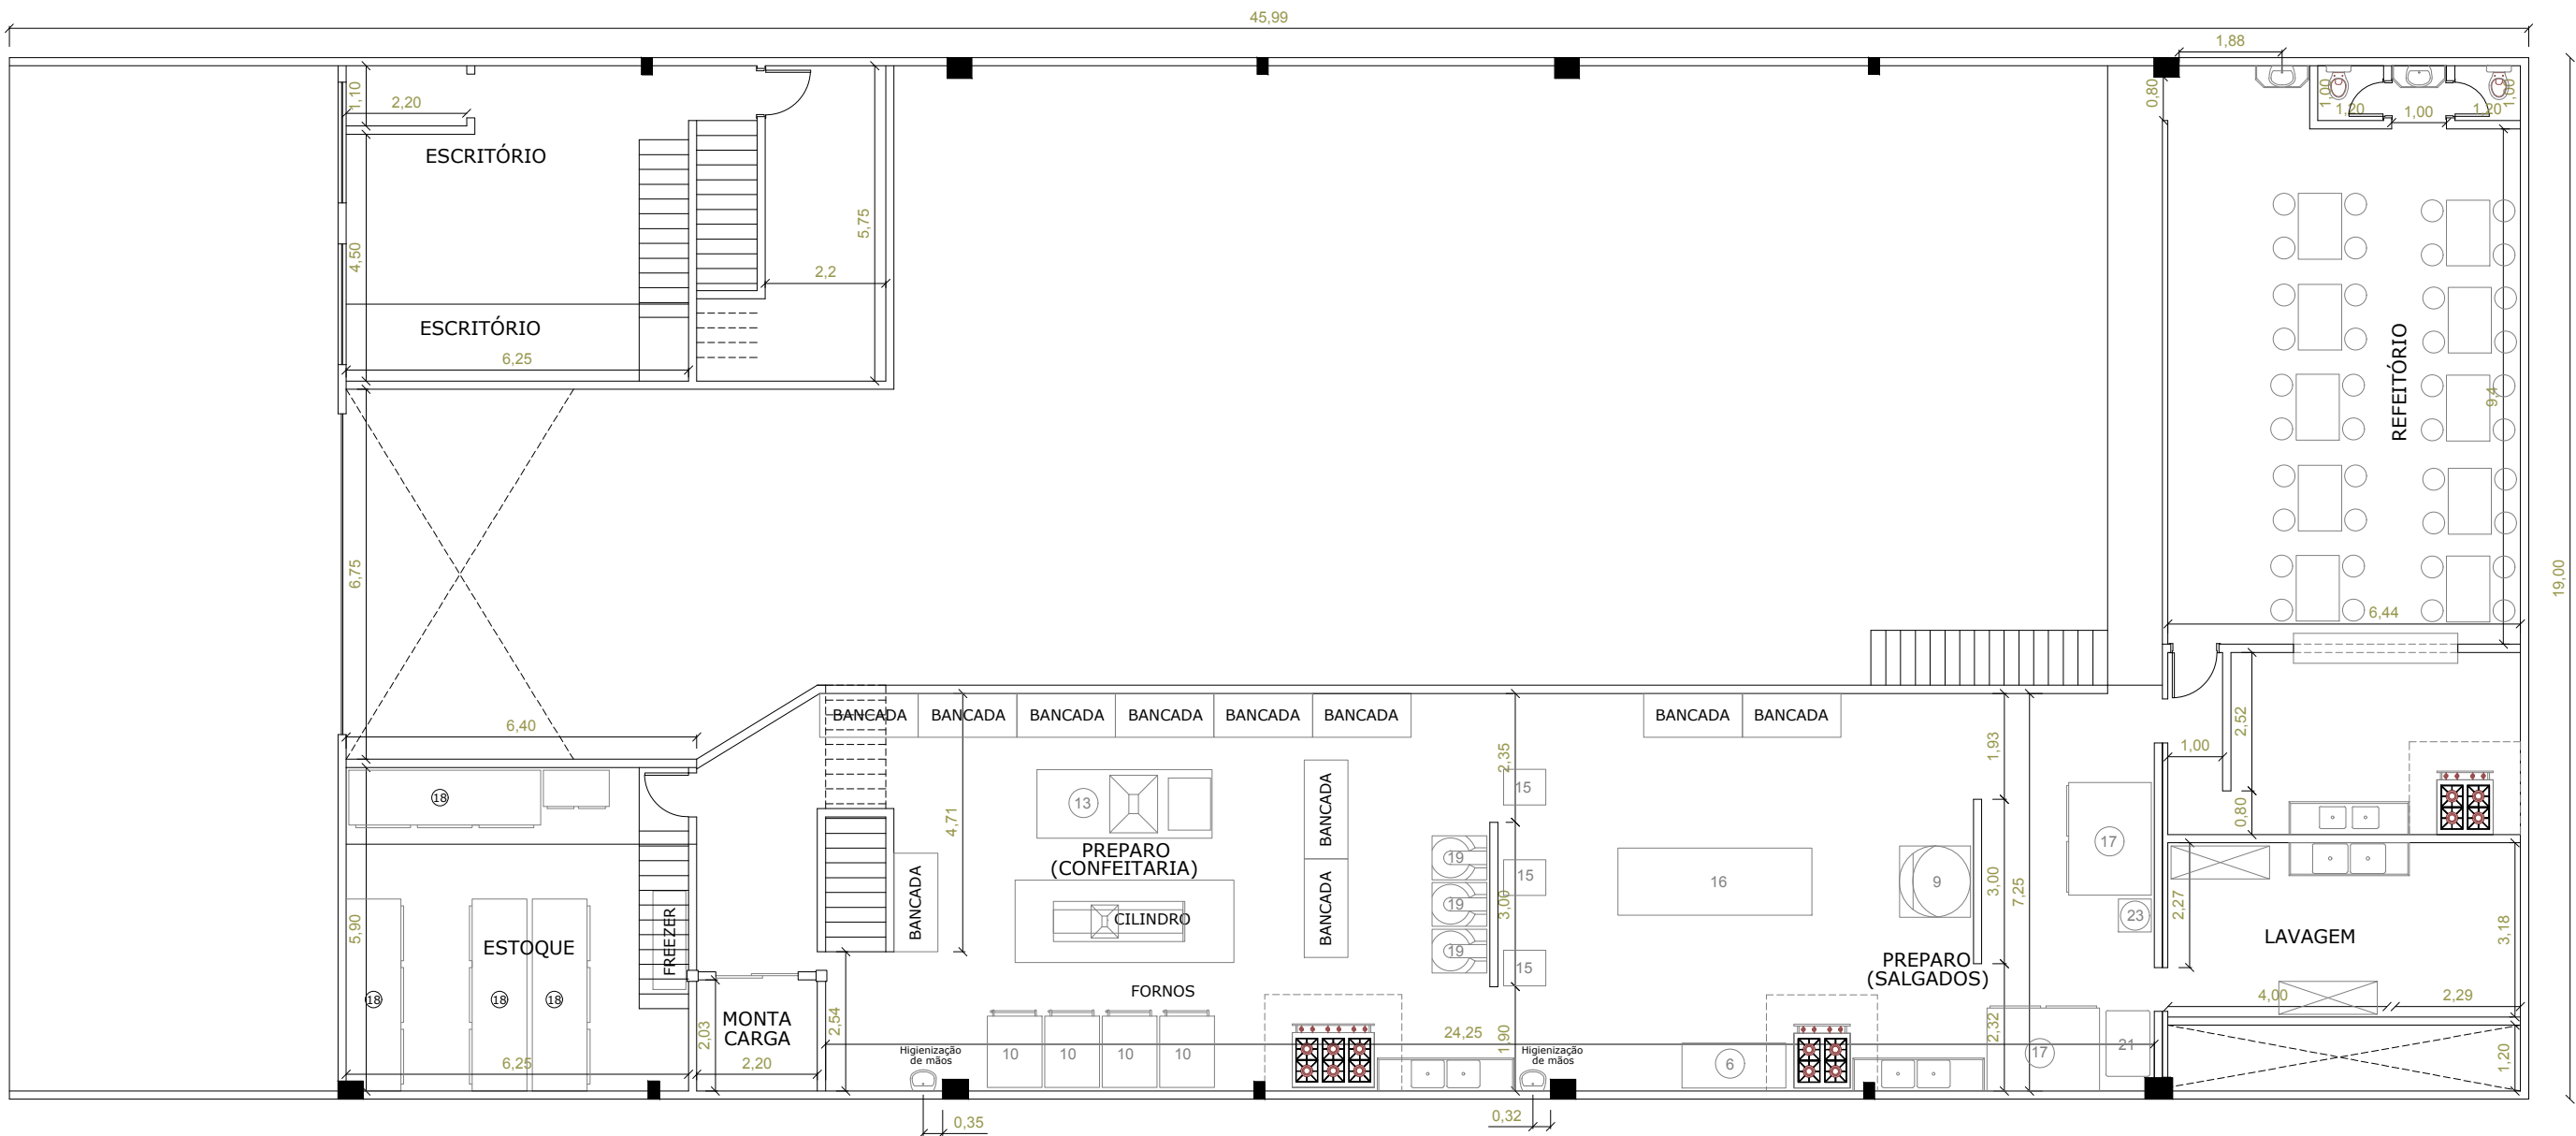 45,99
1,88
1,10
2,20
ESCRITÓRIO
4,50
5,75
2,2
ESCRITÓRIO
6,25
0,80
1,00
1,20
1,00
1,20
1,00
REFEITÓRIO
9,4
6,44
19,00
6,75
6,40
BANCADA
BANCADA
BANCADA
BANCADA
BANCADA
BANCADA
BANCADA
BANCADA
2,35
1,93
2,52
1,00
0,80
18
4,71
13
PREPARO
(CONFEITARIA)
CILINDRO
BANCADA
BANCADA
BANCADA
15
15
15
19
19
19
3,00
16
9
3,00
7,25
17
23
2,27
LAVAGEM
3,18
5,90
ESTOQUE
FREEZER
18
18
18
PREPARO
(SALGADOS)
FORNOS
MONTA
CARGA
2,03
2,20
2,54
6,25
Higienização
de mãos
10
10
10
10
24,25
1,90
Higienização
de mãos
6
2,32
17
21
4,00
2,29
1,20
0,35
0,32